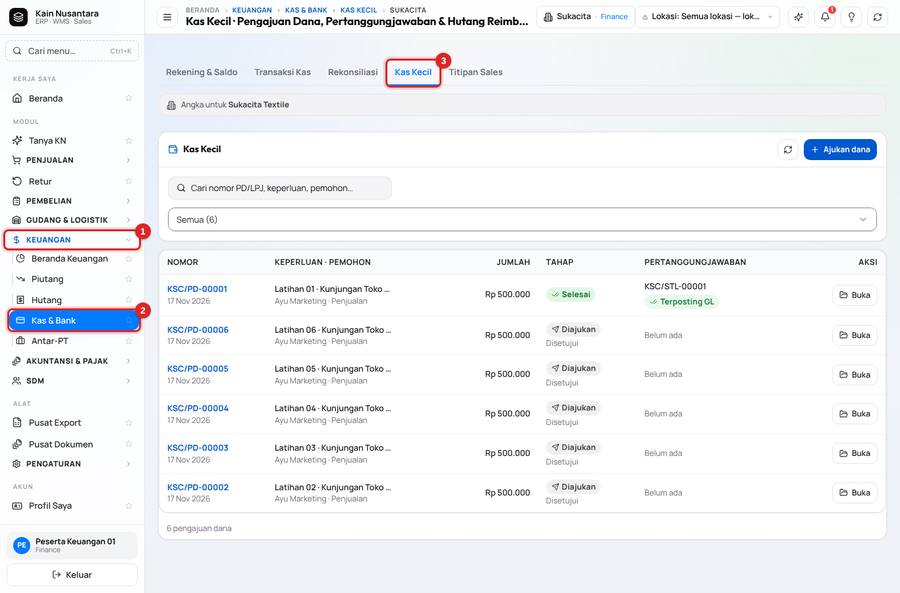 Kain Nusantara
ERP · WMS · Sales
Cari menu... Ctrl+K
KERJA SAYA
Beranda
MODUL
Tanya KN
PENJUALAN
Retur
PEMBELIAN
GUDANG & LOGISTIK
KEUANGAN
1
Beranda Keuangan
Piutang
Hutang
Kas & Bank
2
Antar-PT
AKUNTANSI & PAJAK
SDM
ALAT
Pusat Export
Pusat Dokumen
PENGATURAN
AKUN
Profil Saya
PE
Peserta Keuangan 01
Finance
Keluar
BERANDA › KEUANGAN › KAS & BANK › KAS KECIL › SUKACITA
Kas Kecil · Pengajuan Dana, Pertanggungjawaban & Hutang Reimb...
Sukacita · Finance
Lokasi: Semua lokasi — lok...
1
Rekening & Saldo Transaksi Kas Rekonsiliasi Kas Kecil Titipan Sales
3
Angka untuk Sukacita Textile
Kas Kecil
+ Ajukan dana
Cari nomor PD/LPJ, keperluan, pemohon...
Semua (6)
NOMOR KEPERLUAN · PEMOHON JUMLAH TAHAP PERTANGGUNGJAWABAN AKSI
KSC/PD-00001 Latihan 01 · Kunjungan Toko ... Rp 500.000 Selesai KSC/STL-00001 Buka
17 Nov 2026 Ayu Marketing · Penjualan Terposting GL
KSC/PD-00006 Latihan 06 · Kunjungan Toko ... Rp 500.000 Diajukan Belum ada Buka
17 Nov 2026 Ayu Marketing · Penjualan Disetujui
KSC/PD-00005 Latihan 05 · Kunjungan Toko ... Rp 500.000 Diajukan Belum ada Buka
17 Nov 2026 Ayu Marketing · Penjualan Disetujui
KSC/PD-00004 Latihan 04 · Kunjungan Toko ... Rp 500.000 Diajukan Belum ada Buka
17 Nov 2026 Ayu Marketing · Penjualan Disetujui
KSC/PD-00003 Latihan 03 · Kunjungan Toko ... Rp 500.000 Diajukan Belum ada Buka
17 Nov 2026 Ayu Marketing · Penjualan Disetujui
KSC/PD-00002 Latihan 02 · Kunjungan Toko ... Rp 500.000 Diajukan Belum ada Buka
17 Nov 2026 Ayu Marketing · Penjualan Disetujui
6 pengajuan dana